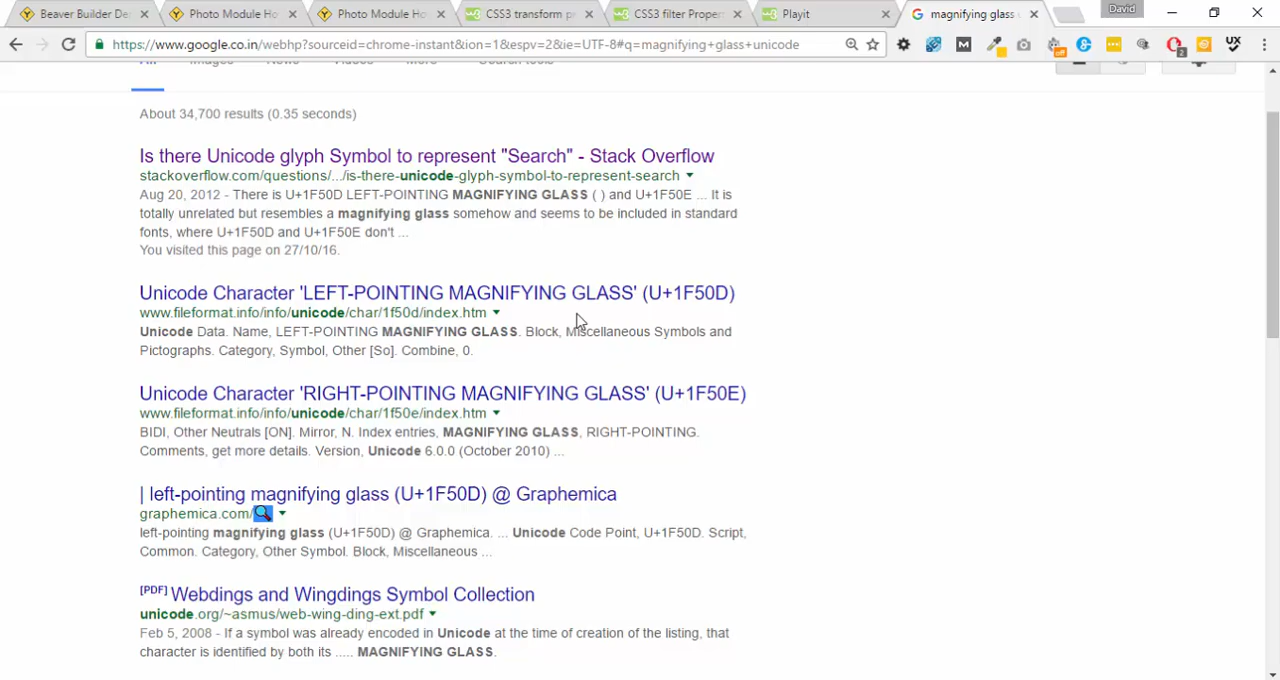 Beaver Builder De
Photo Module Ho
Photo Module Ho
CSS3 transform p
CSS3 filter Proper
Playit
magnifying glass
David
https://www.google.co.in/webhp?sourceid=chrome-instant&ion=1&espv=2&ie=UTF-8#q=magnifying+glass+unicode
All Images News Videos More Search tools
About 34,700 results (0.35 seconds)
Is there Unicode glyph Symbol to represent "Search" - Stack Overflow
stackoverflow.com/questions/.../is-there-unicode-glyph-symbol-to-represent-search
Aug 20, 2012 - There is U+1F50D LEFT-POINTING MAGNIFYING GLASS ( ) and U+1F50E ... It is
totally unrelated but resembles a magnifying glass somehow and seems to be included in standard
fonts, where U+1F50D and U+1F50E don't ...
You visited this page on 27/10/16.
Unicode Character 'LEFT-POINTING MAGNIFYING GLASS' (U+1F50D)
www.fileformat.info/info/unicode/char/1f50d/index.htm
Unicode Data. Name, LEFT-POINTING MAGNIFYING GLASS. Block, Miscellaneous Symbols and
Pictographs. Category, Symbol, Other [So]. Combine, 0.
Unicode Character 'RIGHT-POINTING MAGNIFYING GLASS' (U+1F50E)
www.fileformat.info/info/unicode/char/1f50e/index.htm
BIDI, Other Neutrals [ON]. Mirror, N. Index entries, MAGNIFYING GLASS, RIGHT-POINTING.
Comments, get more details. Version, Unicode 6.0.0 (October 2010) ...
| left-pointing magnifying glass (U+1F50D) @ Graphemica
graphemica.com/🔍
left-pointing magnifying glass (U+1F50D) @ Graphemica. ... Unicode Code Point, U+1F50D. Script,
Common. Category, Other Symbol. Block, Miscellaneous ...
[PDF] Webdings and Wingdings Symbol Collection
unicode.org/~asmus/web-wing-ding-ext.pdf
Feb 5, 2008 - If a symbol was already encoded in Unicode at the time of creation of the listing, that
character is identified by both its ..... MAGNIFYING GLASS.